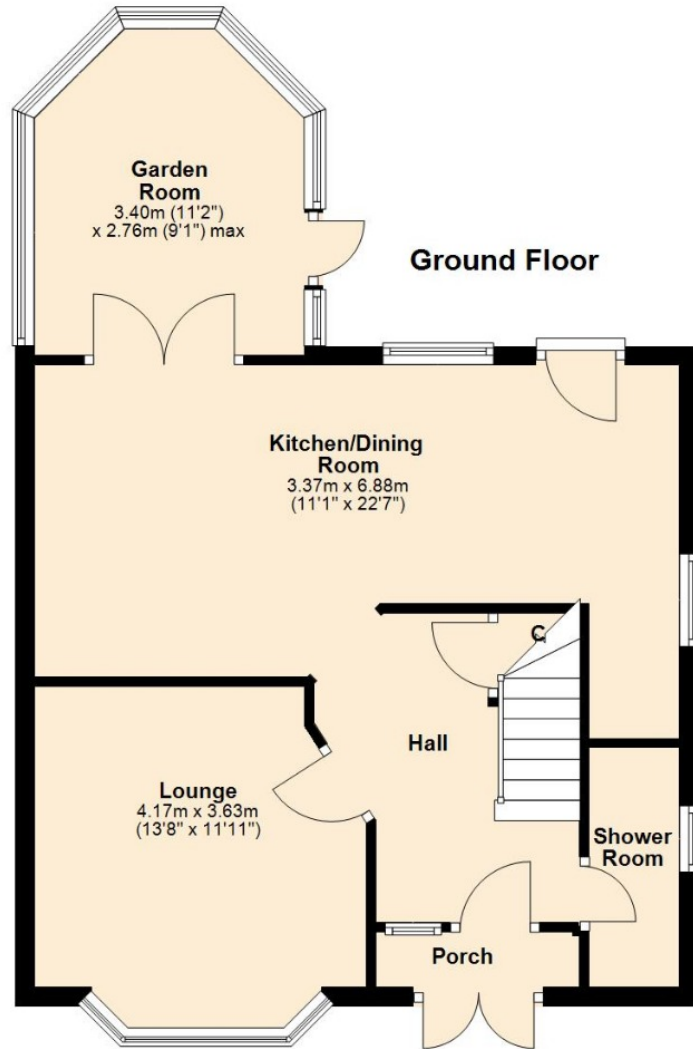 Garden
Room
3.40m (11'2")
x 2.76m (9'1") max
Ground Floor
Kitchen/Dining
Room
3.37m x 6.88m
(11'1" x 22'7")
C
Hall
Lounge
4.17m x 3.63m
(13'8" x 11'11")
Shower
Room
Porch